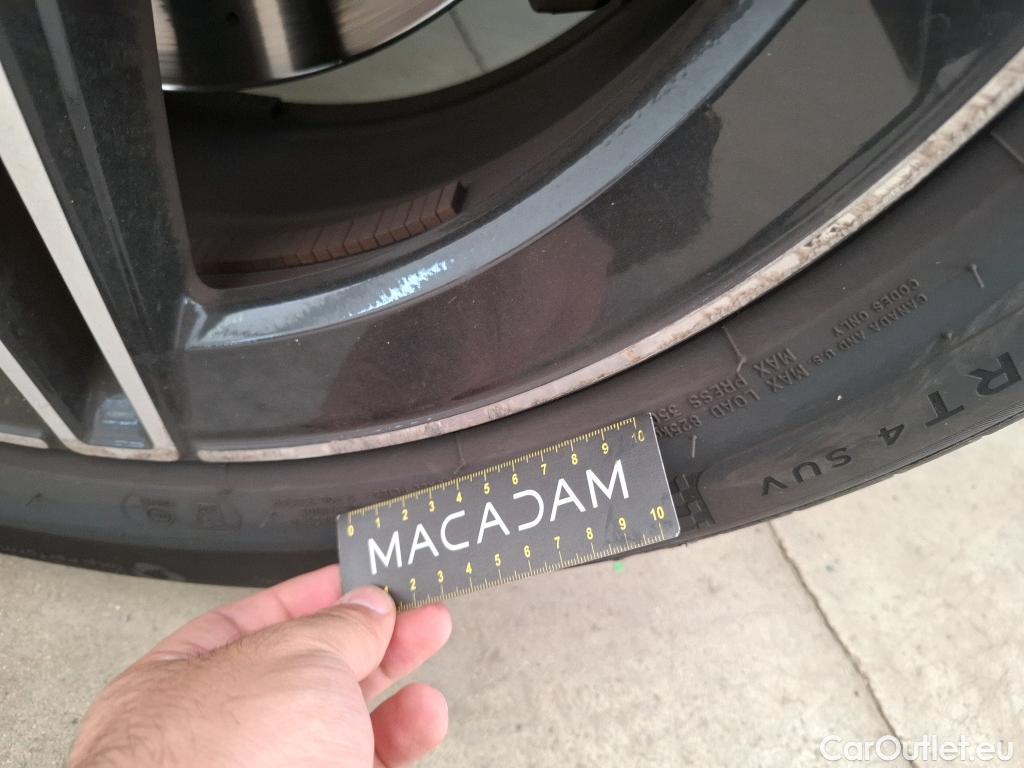 CANADA AND U.S.
CODES ONLY
MAX LOAD
MAX PRESS
RT 4 SUV
0 1 2 3 4 5 6 7 8 9 10
MACADAM
1 2 3 4 5 6 7 8 9 10
CarOutlet.eu